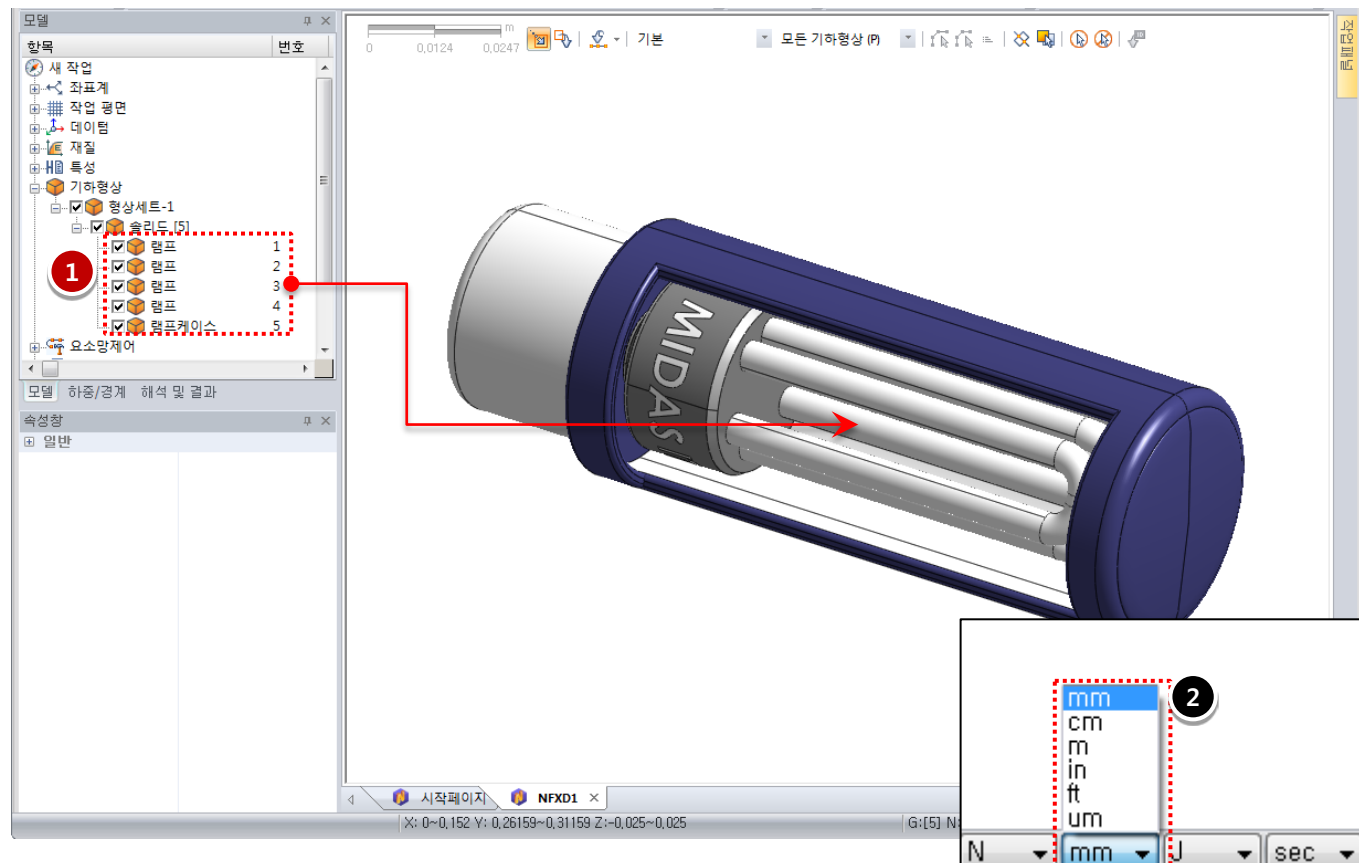 모델
항목 번호
새 작업
좌표계
작업 평면
데이텀
재질
특성
기하형상
형상세트-1
솔리드 [5]
램프 1
램프 2
램프 3
램프 4
램프케이스 5
요소망제어
모델 하중/경계 해석 및 결과
속성창
일반
1
m
0 0,0124 0,0247
기본 모든 기하형상 (P)
작업패널
MIDAS
2
mm
cm
m
in
ft
um
시작페이지 NFXD1
X: 0~0,152 Y: 0,26159~0,31159 Z:-0,025~0,025 G:[5] N:
N mm J sec